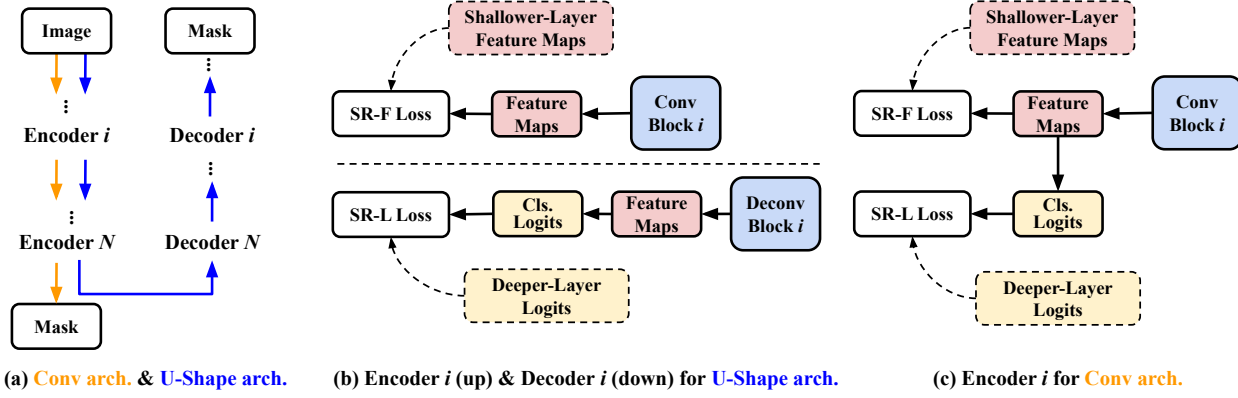 Image
Mask
Encoder i
Decoder i
Encoder N
Decoder N
Mask
(a) Conv arch. & U-Shape arch.
Shallower-Layer
Feature Maps
SR-F Loss
Feature
Maps
Conv
Block i
SR-L Loss
Cls.
Logits
Feature
Maps
Deconv
Block i
Deeper-Layer
Logits
(b) Encoder i (up) & Decoder i (down) for U-Shape arch.
Shallower-Layer
Feature Maps
SR-F Loss
Feature
Maps
Conv
Block i
SR-L Loss
Cls.
Logits
Deeper-Layer
Logits
(c) Encoder i for Conv arch.